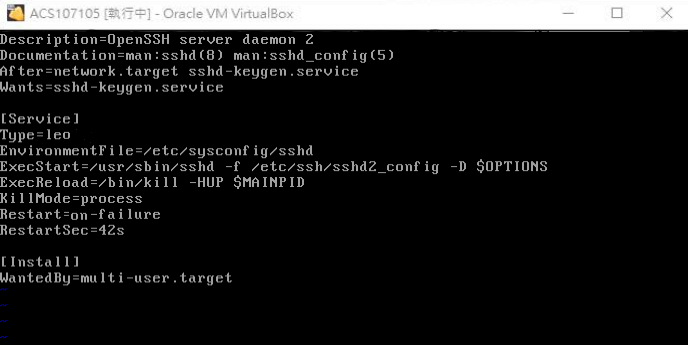 ACS107105 [執行中] - Oracle VM VirtualBox
Description=OpenSSH server daemon 2
Documentation=man:sshd(8) man:sshd_config(5)
After=network.target sshd-keygen.service
Wants=sshd-keygen.service
[Service]
Type=leo
EnvironmentFile=/etc/sysconfig/sshd
ExecStart=/usr/sbin/sshd -f /etc/ssh/sshd2_config -D $OPTIONS
ExecReload=/bin/kill -HUP $MAINPID
KillMode=process
Restart=on-failure
RestartSec=42s
[Install]
WantedBy=multi-user.target
~
~
~
~